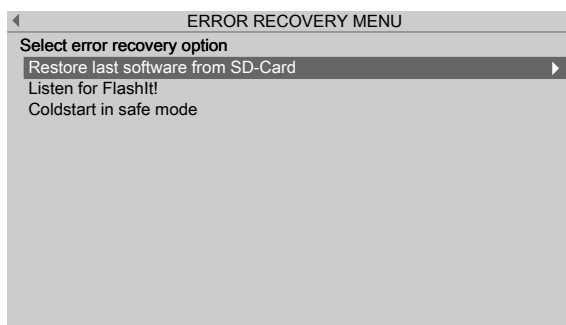 ERROR RECOVERY MENU
Select error recovery option
Restore last software from SD-Card
Listen for FlashIt!
Coldstart in safe mode